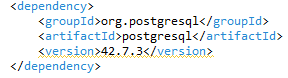 <dependency>
    <groupId>org.postgresql</groupId>
    <artifactId>postgresql</artifactId>
    <version>42.7.3</version>
</dependency>